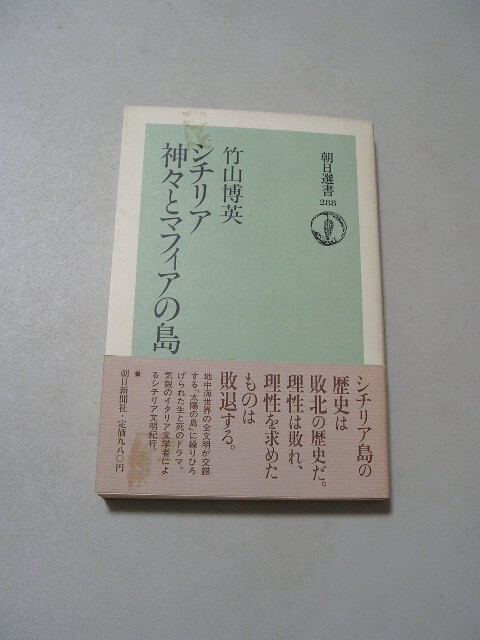 朝日選書
288
竹山博英
シチリア
神々とマフィアの島
シチリア島の
歴史は
敗北の歴史だ。
理性は敗れ、
理性を求めた
ものは
敗退する。
地中海世界の全文明が交錯
する「太陽の島」に繰りひろ
げられた生と死のドラマ。
気鋭のイタリア文学者によ
るシチリア文明紀行。
朝日新聞社・定価九八〇円